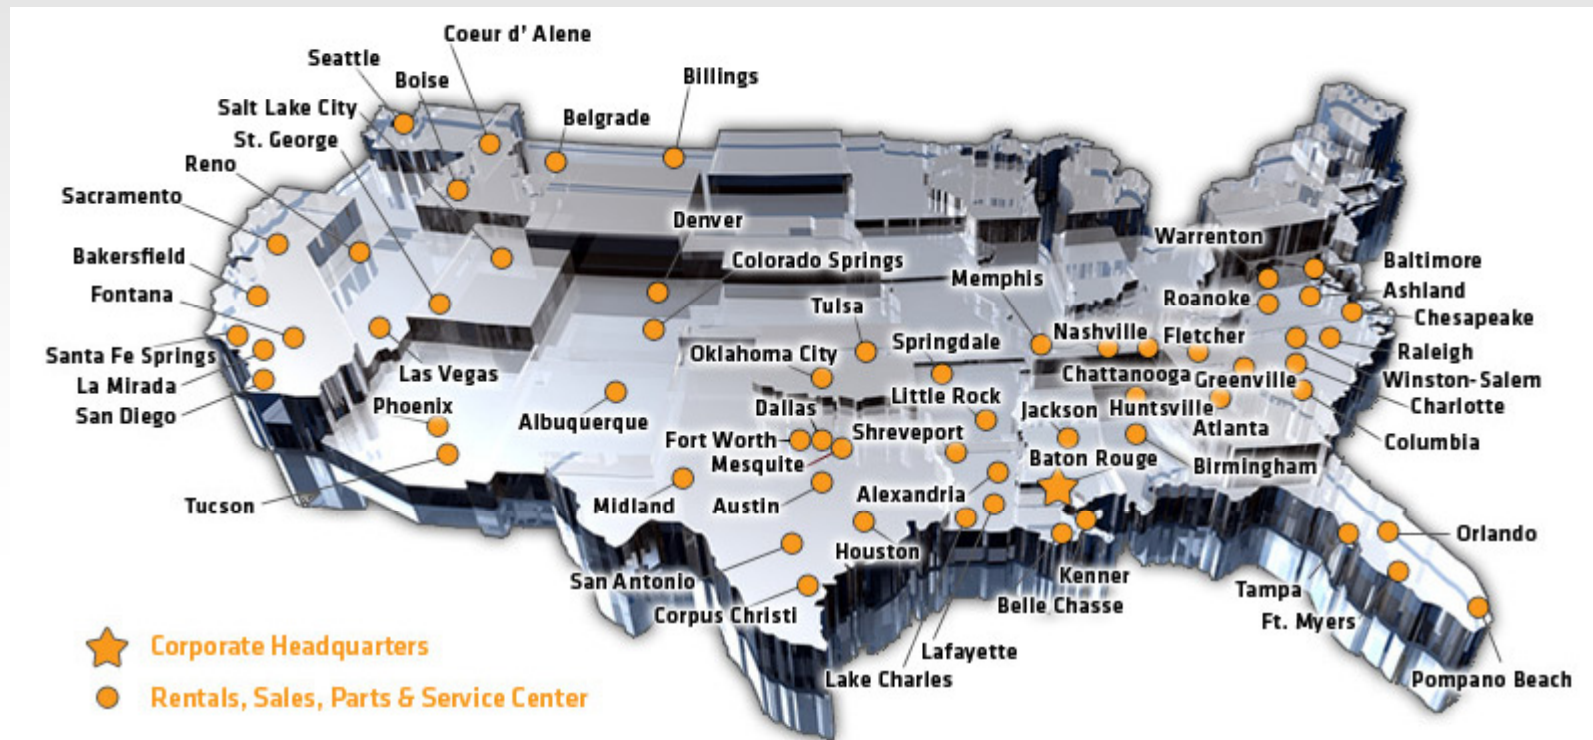 Coeur d' Alene
Seattle
Boise
Billings
Salt Lake City
Belgrade
St. George
Reno
Sacramento
Denver
Warrenton
Bakersfield
Colorado Springs
Baltimore
Memphis
Fontana
Roanoke
Ashland
Tulsa
Chesapeake
Nashville
Fletcher
Springdale
Santa Fe Springs
Oklahoma City
Raleigh
La Mirada
Las Vegas
Chattanooga
Greenville
Winston-Salem
Little Rock
San Diego
Phoenix
Dallas
Jackson
Huntsville
Charlotte
Albuquerque
Fort Worth
Shreveport
Atlanta
Columbia
Mesquite
Baton Rouge
Birmingham
Tucson
Midland
Austin
Alexandria
Orlando
Houston
San Antonio
Kenner
Tampa
Belle Chasse
Corpus Christi
Ft. Myers
Corporate Headquarters
Lafayette
Lake Charles
Pompano Beach
Rentals, Sales, Parts & Service Center